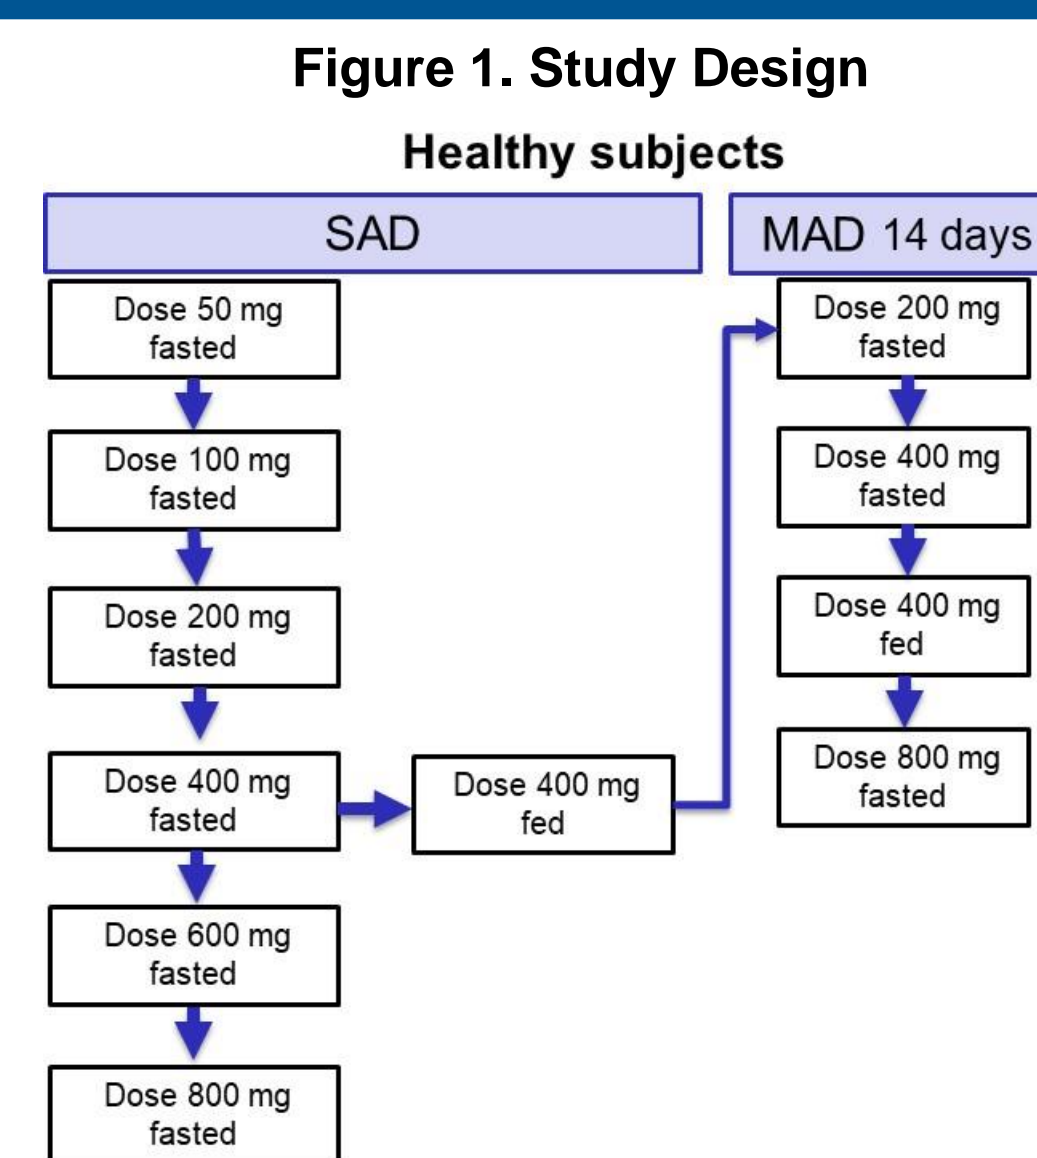 Figure 1. Study Design
Healthy subjects
SAD
Dose 50 mg
fasted
Dose 100 mg
fasted
Dose 200 mg
fasted
Dose 400 mg
fasted
Dose 400 mg
fed
Dose 600 mg
fasted
Dose 800 mg
fasted
MAD 14 days
Dose 200 mg
fasted
Dose 400 mg
fasted
Dose 400 mg
fed
Dose 800 mg
fasted